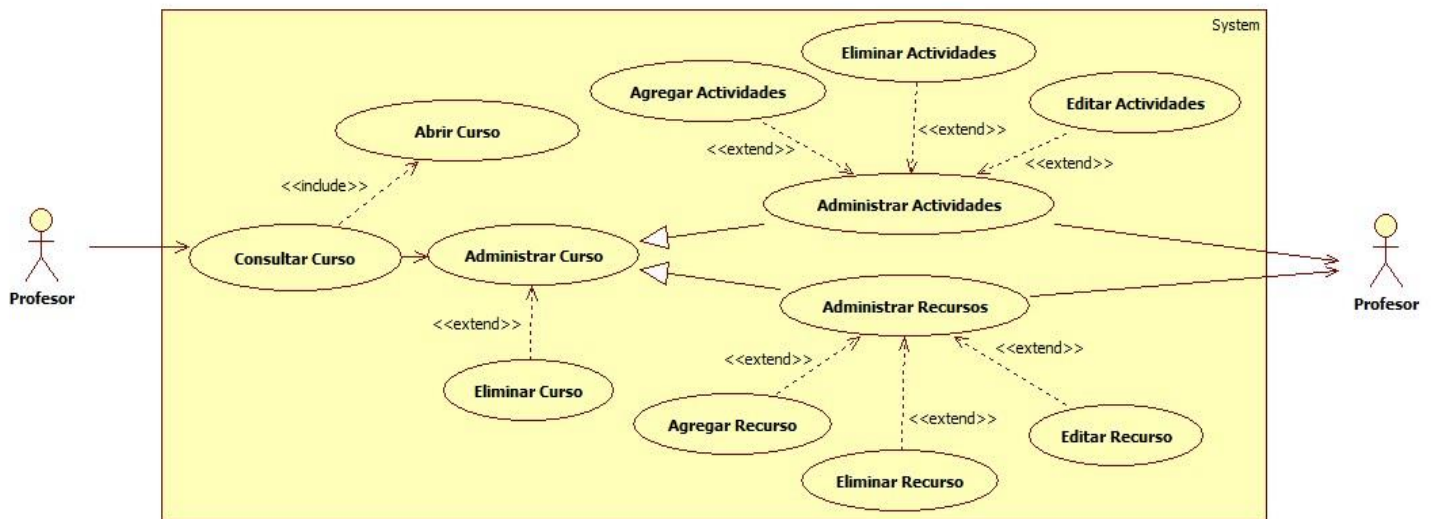 System
Eliminar Actividades
Agregar Actividades
Editar Actividades
Abrir Curso
<<extend>>
<<extend>>
<<extend>>
<<include>>
Administrar Actividades
Consultar Curso
Administrar Curso
Profesor
Profesor
Administrar Recursos
<<extend>>
<<extend>>
<<extend>>
Eliminar Curso
<<extend>>
Agregar Recurso
Editar Recurso
Eliminar Recurso